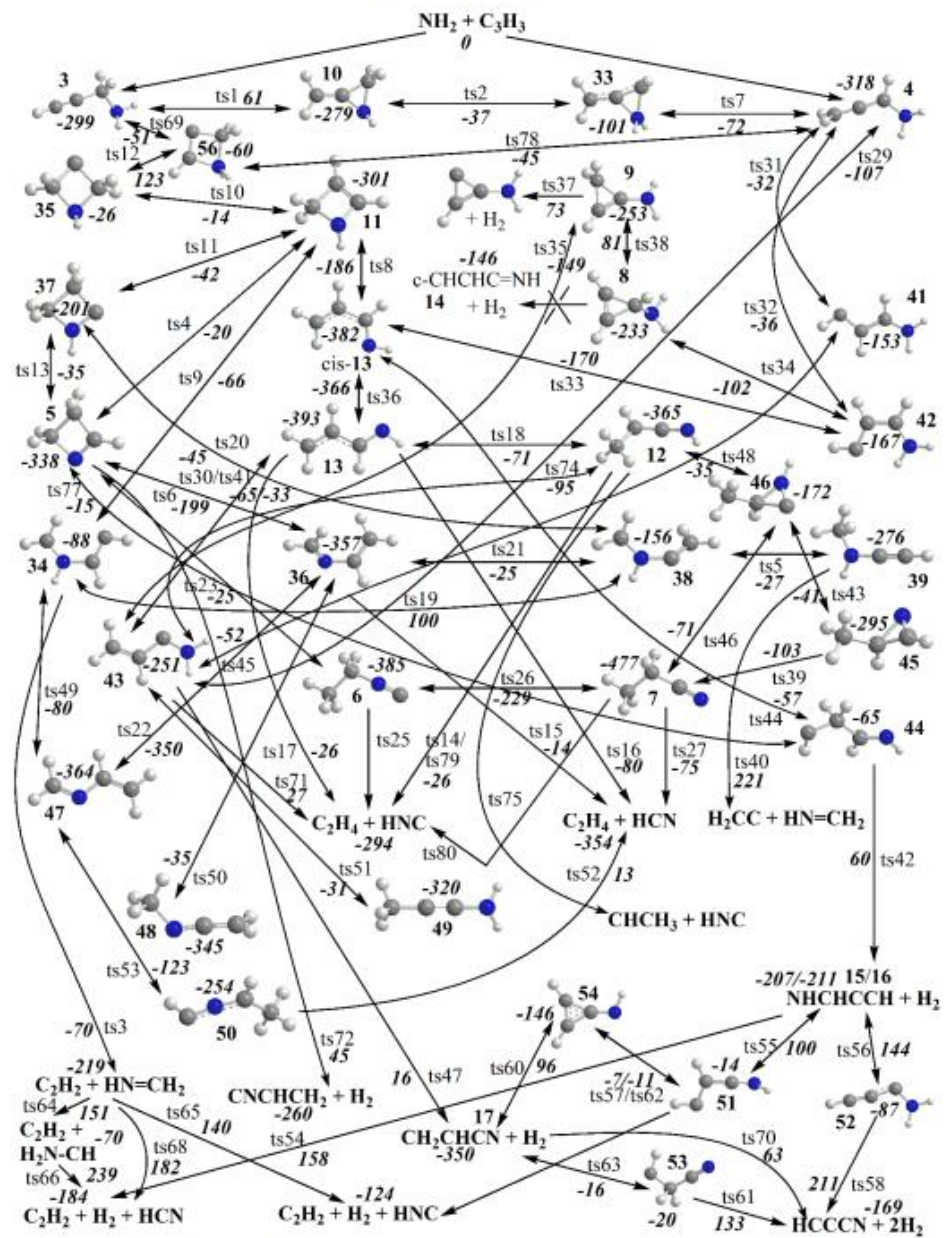 NH₂ + C₃H₃
0
3
10
33
-318
4
ts1 61
ts2
ts7
-299
-279
-37
-101
-72
ts69
-51
ts78
ts29
ts12
56
-60
-45
ts31
-107
123
ts10
-301
ts37
9
-32
35
-26
-14
11
+ H₂
73
-253
ts11
-186
ts8
ts35
81
ts38
-42
-146
-149
8
41
37
c-CHCHC=NH
-201
ts4
14
+ H₂
-233
ts32
-36
-382
-153
-20
cis-13
-170
ts34
ts13
-35
ts9
-66
-366
ts36
ts33
-102
42
5
-393
-365
-167
ts20
ts18
-338
-45
13
-71
12
ts48
ts77
ts30/ts41
ts74
-35
46
-15
ts6
-65/-33
-95
-172
-199
-88
-357
-156
-276
34
36
ts21
38
ts5
39
ts23
-25
-27
-25
ts19
-41
ts43
100
-52
-71
ts46
-295
-251
ts45
-385
-477
-103
45
43
ts26
ts39
ts49
6
-229
7
-57
-65
44
-80
ts22
ts44
-350
ts17
-26
ts25
ts14/
ts15
ts27
ts40
-364
ts79
-14
ts16
-75
221
47
ts71
-26
-80
27
ts75
C₂H₄ + HNC
C₂H₄ + HCN
H₂CC + HN=CH₂
-294
-354
-35
ts80
60
ts42
ts51
ts52
13
ts50
-31
-320
48
49
CHCH₃ + HNC
-345
ts53
-123
-254
-207/-211
15/16
54
NHCHCCH + H₂
50
-146
-70
ts3
ts72
ts55
ts56
144
45
ts60
-14
100
-219
16
ts47
96
-7/-11
C₂H₂ + HN=CH₂
ts57/ts62
51
-87
CNCHCH₂ + H₂
52
ts64
151
ts65
-260
17
C₂H₂ +
-70
140
ts54
CH₂CHCN + H₂
ts70
H₂N-CH
ts68
158
-350
63
ts66
239
182
ts63
53
211
ts58
-184
-124
-16
ts61
-169
C₂H₂ + H₂ + HCN
C₂H₂ + H₂ + HNC
-20
133
HCCCN + 2H₂